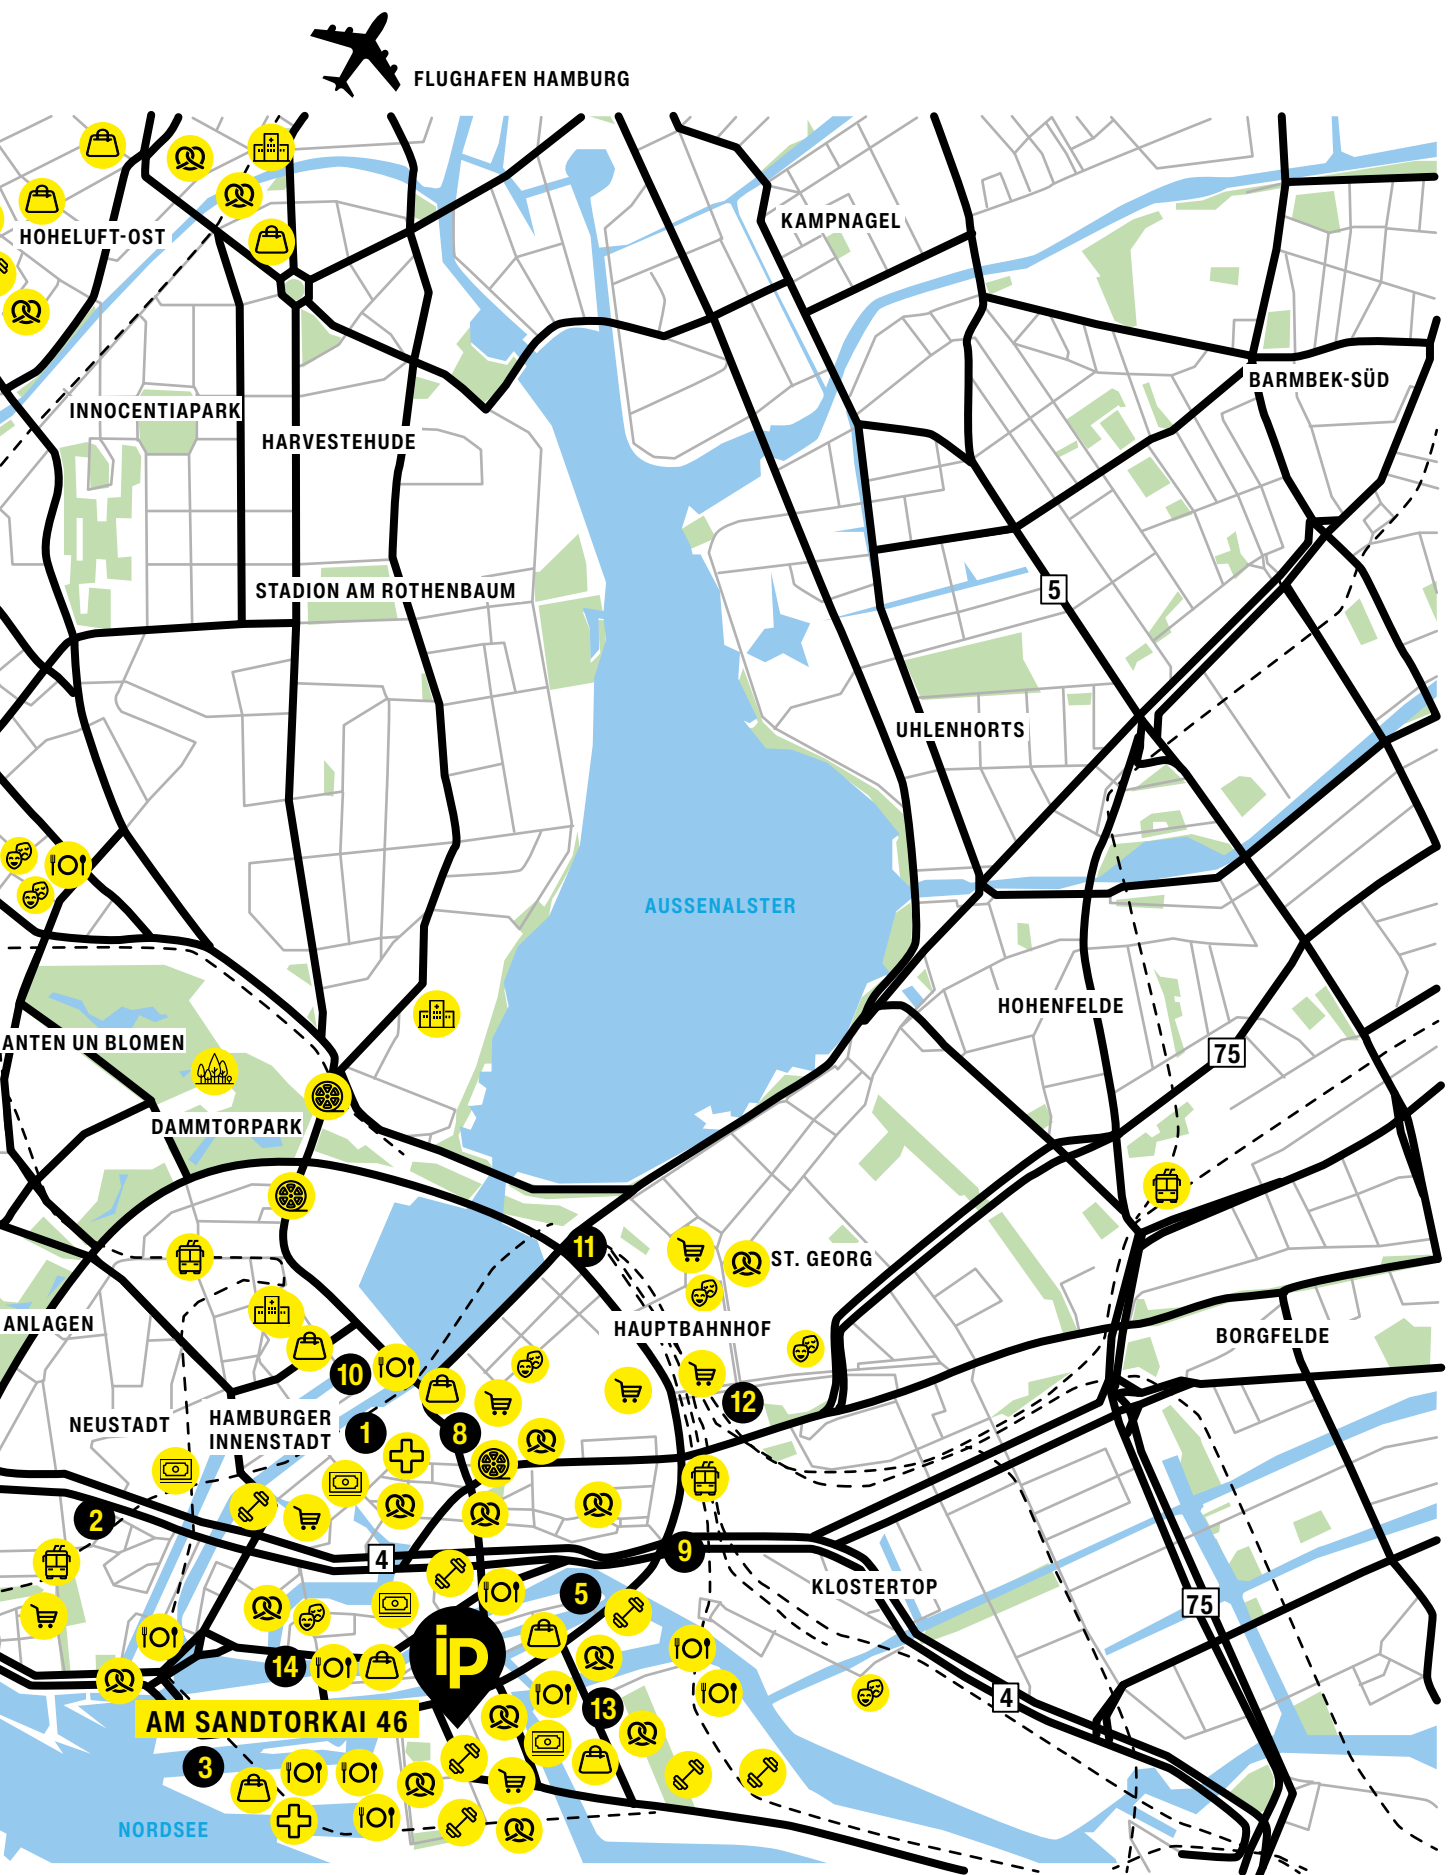 FLUGHAFEN HAMBURG
KAMPNAGEL
HOHELUFT-OST
BARMBEK-SÜD
INNOCENTIAPARK
HARVESTEHUDE
STADION AM ROTHENBAUM
5
UHLENHORTS
AUSSENALSTER
HOHENFELDE
ANTEN UN BLOMEN
75
DAMMTORPARK
11
ST. GEORG
ANLAGEN
HAUPTBAHNHOF
BORGFELDE
10
12
NEUSTADT
HAMBURGER
INNENSTADT
1
8
2
4
9
KLOSTERTOP
5
75
14
ip
4
13
AM SANDTORKAI 46
3
NORDSEE